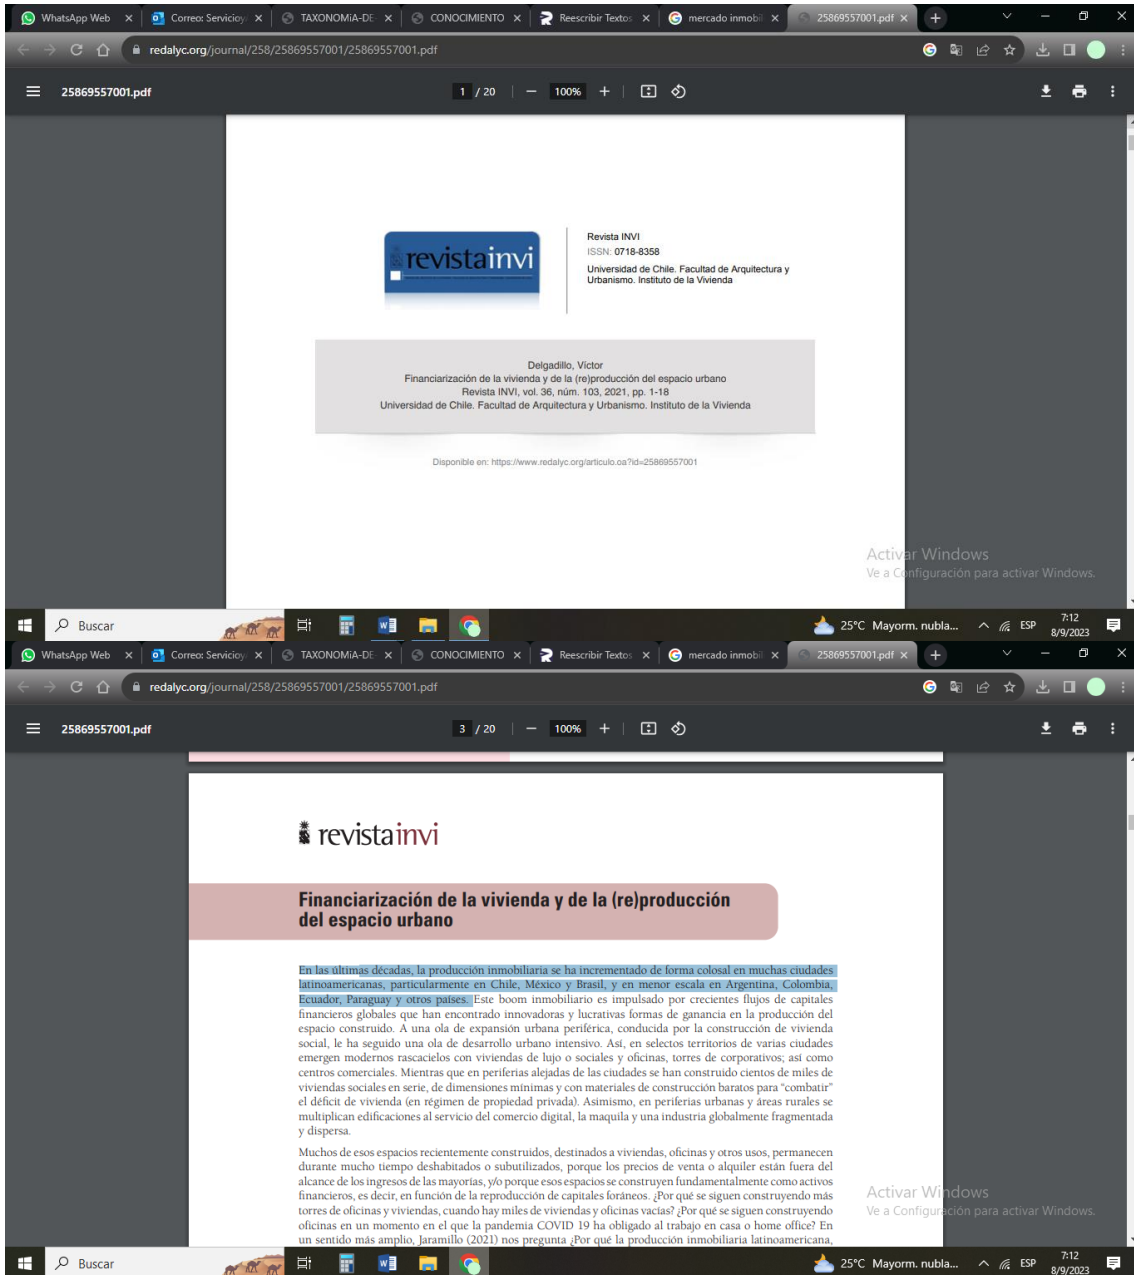 WhatsApp Web
Correo: Servicioy
TAXONOMiA-DE
CONOCIMIENTO
Reescribir Textos
mercado inmobil
25869557001.pdf
redalyc.org/journal/258/25869557001/25869557001.pdf
25869557001.pdf
1 / 20
100%
revistainvi
Revista INVI
ISSN: 0718-8358
Universidad de Chile. Facultad de Arquitectura y
Urbanismo. Instituto de la Vivienda
Delgadillo, Víctor
Financiarización de la vivienda y de la (re)producción del espacio urbano
Revista INVI, vol. 36, núm. 103, 2021, pp. 1-18
Universidad de Chile. Facultad de Arquitectura y Urbanismo. Instituto de la Vivienda
Disponible en: https://www.redalyc.org/articulo.oa?id=25869557001
Activar Windows
Ve a Configuración para activar Windows.
Buscar
25°C Mayorm. nubla...
ESP
7:12
8/9/2023
WhatsApp Web
Correo: Servicioy
TAXONOMiA-DE
CONOCIMIENTO
Reescribir Textos
mercado inmobil
25869557001.pdf
redalyc.org/journal/258/25869557001/25869557001.pdf
25869557001.pdf
3 / 20
100%
revistainvi
Financiarización de la vivienda y de la (re)producción
del espacio urbano
En las últimas décadas, la producción inmobiliaria se ha incrementado de forma colosal en muchas ciudades
latinoamericanas, particularmente en Chile, México y Brasil, y en menor escala en Argentina, Colombia,
Ecuador, Paraguay y otros países. Este boom inmobiliario es impulsado por crecientes flujos de capitales
financieros globales que han encontrado innovadoras y lucrativas formas de ganancia en la producción del
espacio construido. A una ola de expansión urbana periférica, conducida por la construcción de vivienda
social, le ha seguido una ola de desarrollo urbano intensivo. Así, en selectos territorios de varias ciudades
emergen modernos rascacielos con viviendas de lujo o sociales y oficinas, torres de corporativos; así como
centros comerciales. Mientras que en periferias alejadas de las ciudades se han construido cientos de miles de
viviendas sociales en serie, de dimensiones mínimas y con materiales de construcción baratos para “combatir”
el déficit de vivienda (en régimen de propiedad privada). Asimismo, en periferias urbanas y áreas rurales se
multiplican edificaciones al servicio del comercio digital, la maquila y una industria globalmente fragmentada
y dispersa.
Muchos de esos espacios recientemente construidos, destinados a viviendas, oficinas y otros usos, permanecen
durante mucho tiempo deshabitados o subutilizados, porque los precios de venta o alquiler están fuera del
alcance de los ingresos de las mayorías, y/o porque esos espacios se construyen fundamentalmente como activos
financieros, es decir, en función de la reproducción de capitales foráneos. ¿Por qué se siguen construyendo más
torres de oficinas y viviendas, cuando hay miles de viviendas y oficinas vacías? ¿Por qué se siguen construyendo
oficinas en un momento en el que la pandemia COVID 19 ha obligado al trabajo en casa o home office? En
un sentido más amplio, Jaramillo (2021) nos pregunta ¿Por qué la producción inmobiliaria latinoamericana,
Activar Windows
Ve a Configuración para activar Windows.
Buscar
25°C Mayorm. nubla...
ESP
7:12
8/9/2023